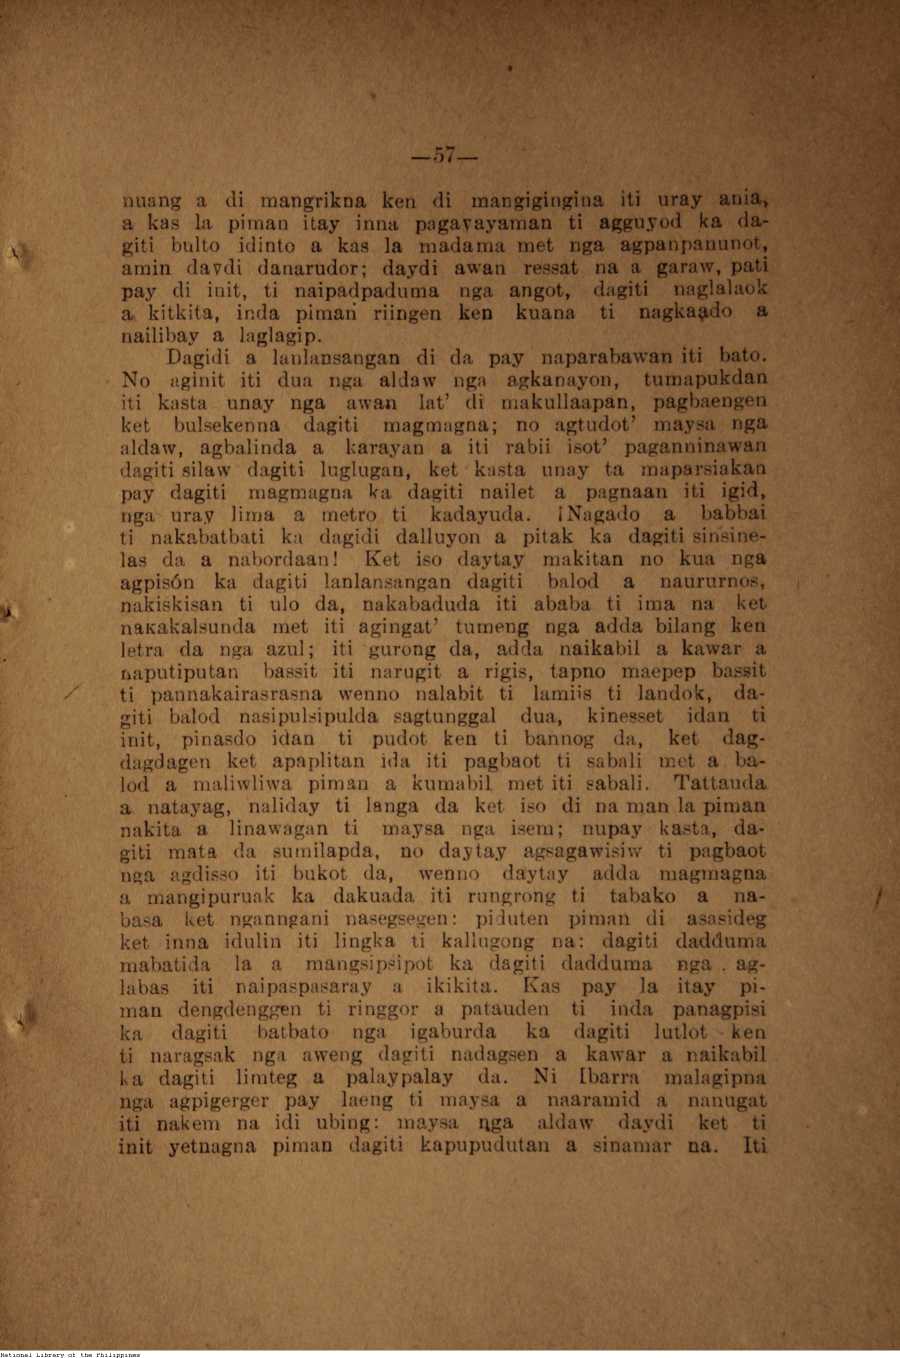 —57—
nuang a di mangrikna ken di mangigingina iti uray ania,
a kas la piman itay inna pagayayaman ti agguyod ka da-
giti bulto idinto a kas la madama met nga agpanpanunot,
amin daydi danarudor; daydi awan ressat na a garaw, pati
pay di init, ti naipadpaduma nga angot, dagiti naglalaok
a kitkita, inda piman riingen ken kuana ti nagkaado a
nailibay a laglagip.
Dagidi a lanlansangan di da pay naparabawan iti bato.
No aginit iti dua nga aldaw nga agkanayon, tumapukdan
iti kasta unay nga awan lat’ di makullaapan, pagbaengen
ket bulsekenna dagiti magmagna; no agtudot’ maysa nga
aldaw, agbalinda a karayan a iti rabii isot’ paganninawan
dagiti silaw dagiti luglugan, ket kasta unay ta maparsiakan
pay dagiti magmagna ka dagiti nailet a pagnaan iti igid,
nga uray lima a metro ti kadayuda. ¡Nagado a babbai
ti nakabatbati ka dagidi dalluyon a pitak ka dagiti sinsine-
las da a nabordaan! Ket iso daytay makitan no kua nga
agpisón ka dagiti lanlansangan dagiti balod a naururnos,
nakiskisan ti ulo da, nakabaduda iti ababa ti ima na ket
nakakalsunda met iti agingat’ tumeng nga adda bilang ken
letra da nga azul; iti gurong da, adda naikabil a kawar a
naputiputan bassit iti narugit a rigis, tapno maepep bassit
ti pannakairasrasna wenno nalabit ti lamiis ti landok, da-
giti balod nasipulsipulda sagtunggal dua, kinesset idan ti
init, pinasdo idan ti pudot ken ti bannog da, ket dag-
dagdagen ket apaplitan ida iti pagbaot ti sabali met a ba-
lod a maliwliwa piman a kumabil met iti sabali. Tattauda
a natayag, naliday ti langa da ket iso di na man la piman
nakita a linawagan ti maysa nga isem; nupay kasta, da-
giti mata da sumilapda, no daytay agsagawisiw ti pagbaot
nga agdisso iti bukot da, wenno daytay adda magmagna
a mangipuruak ka dakuada iti rungrong ti tabako a na-
basa ket nganngani nasegsegen: piduten piman di asasideg
ket inna idulin iti lingka ti kallugong na: dagiti dadduma
mabatida la a mangsipsipot ka dagiti dadduma nga ag-
labas iti naipaspasaray a ikikita. Kas pay la itay pi-
man dengdenggen ti ringgor a patauden ti inda panagpisi
ka dagiti batbato nga igaburda ka dagiti lutlot ken
ti naragsak nga aweng dagiti nadagsen a kawar a naikabil
ka dagiti limteg a palaypalay da. Ni Ibarra malagipna
nga agpigerger pay laeng ti maysa a naaramid a nanugat
iti nakem na idi ubing: maysa nga aldaw daydi ket ti
init yetnagna piman dagiti kapupudutan a sinamar na. Iti
National Library of the Philippines